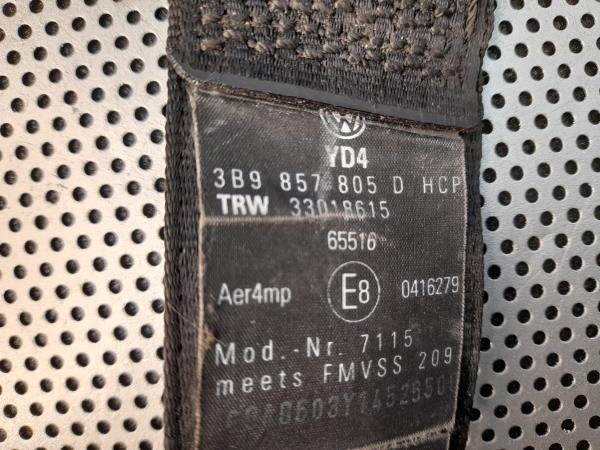 YD4
3B9 857 805 D HCP
TRW 33018615
65516
Aer4mp E8 0416279
Mod.-Nr. 7115
meets FMVSS 209